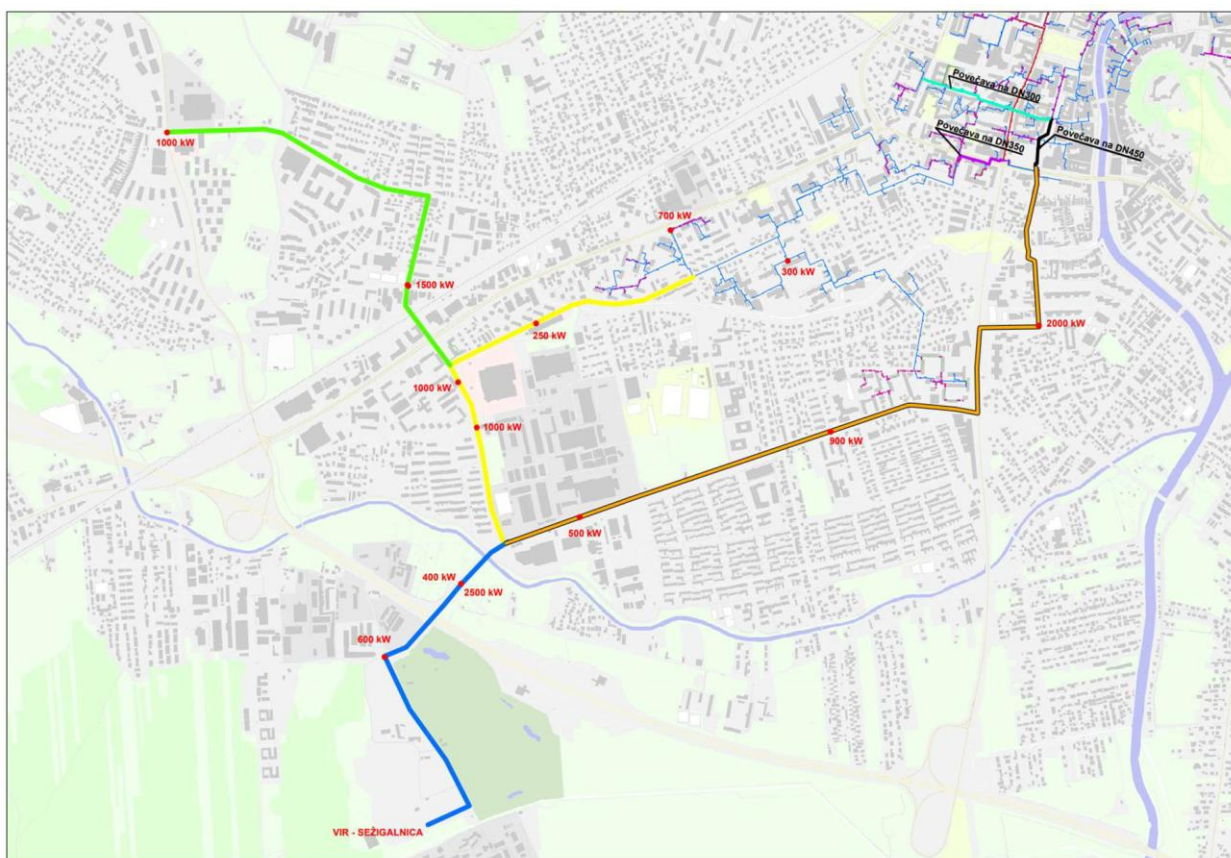 Povečava na DN300
Povečava na DN350
Povečava na DN450
1000 kW
700 kW
300 kW
1500 kW
250 kW
2000 kW
1000 kW
1000 kW
900 kW
500 kW
400 kW
2500 kW
600 kW
VIR - SEŽIGALNICA